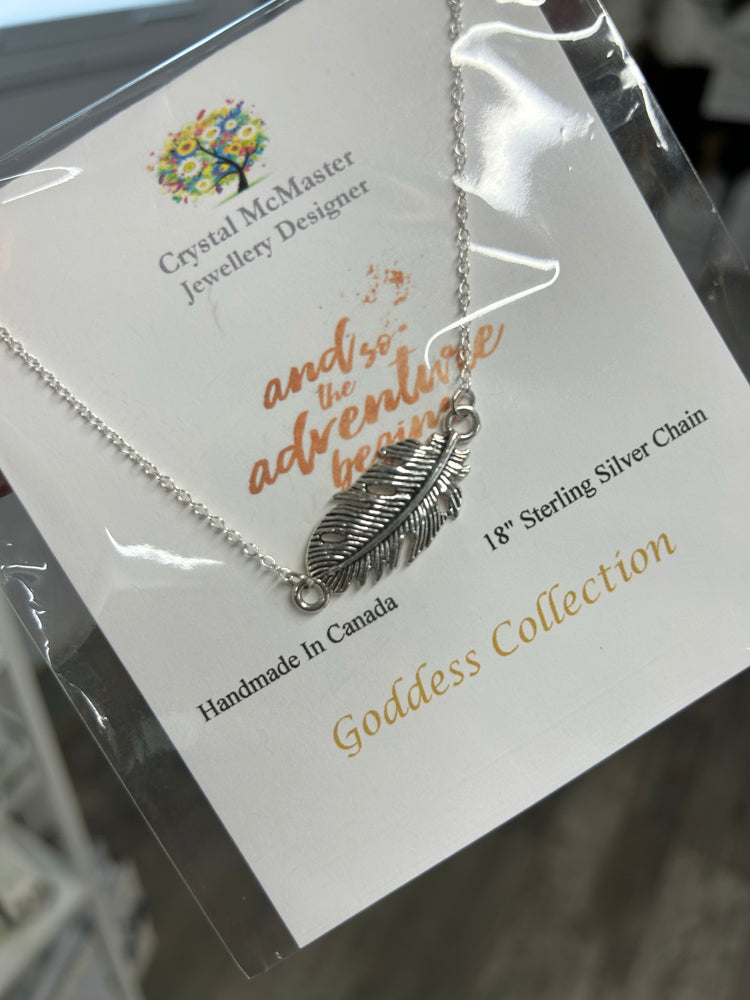 Crystal McMaster
Jewellery Designer
and so
the
adventure
begins
18" Sterling Silver Chain
Handmade In Canada
Goddess Collection